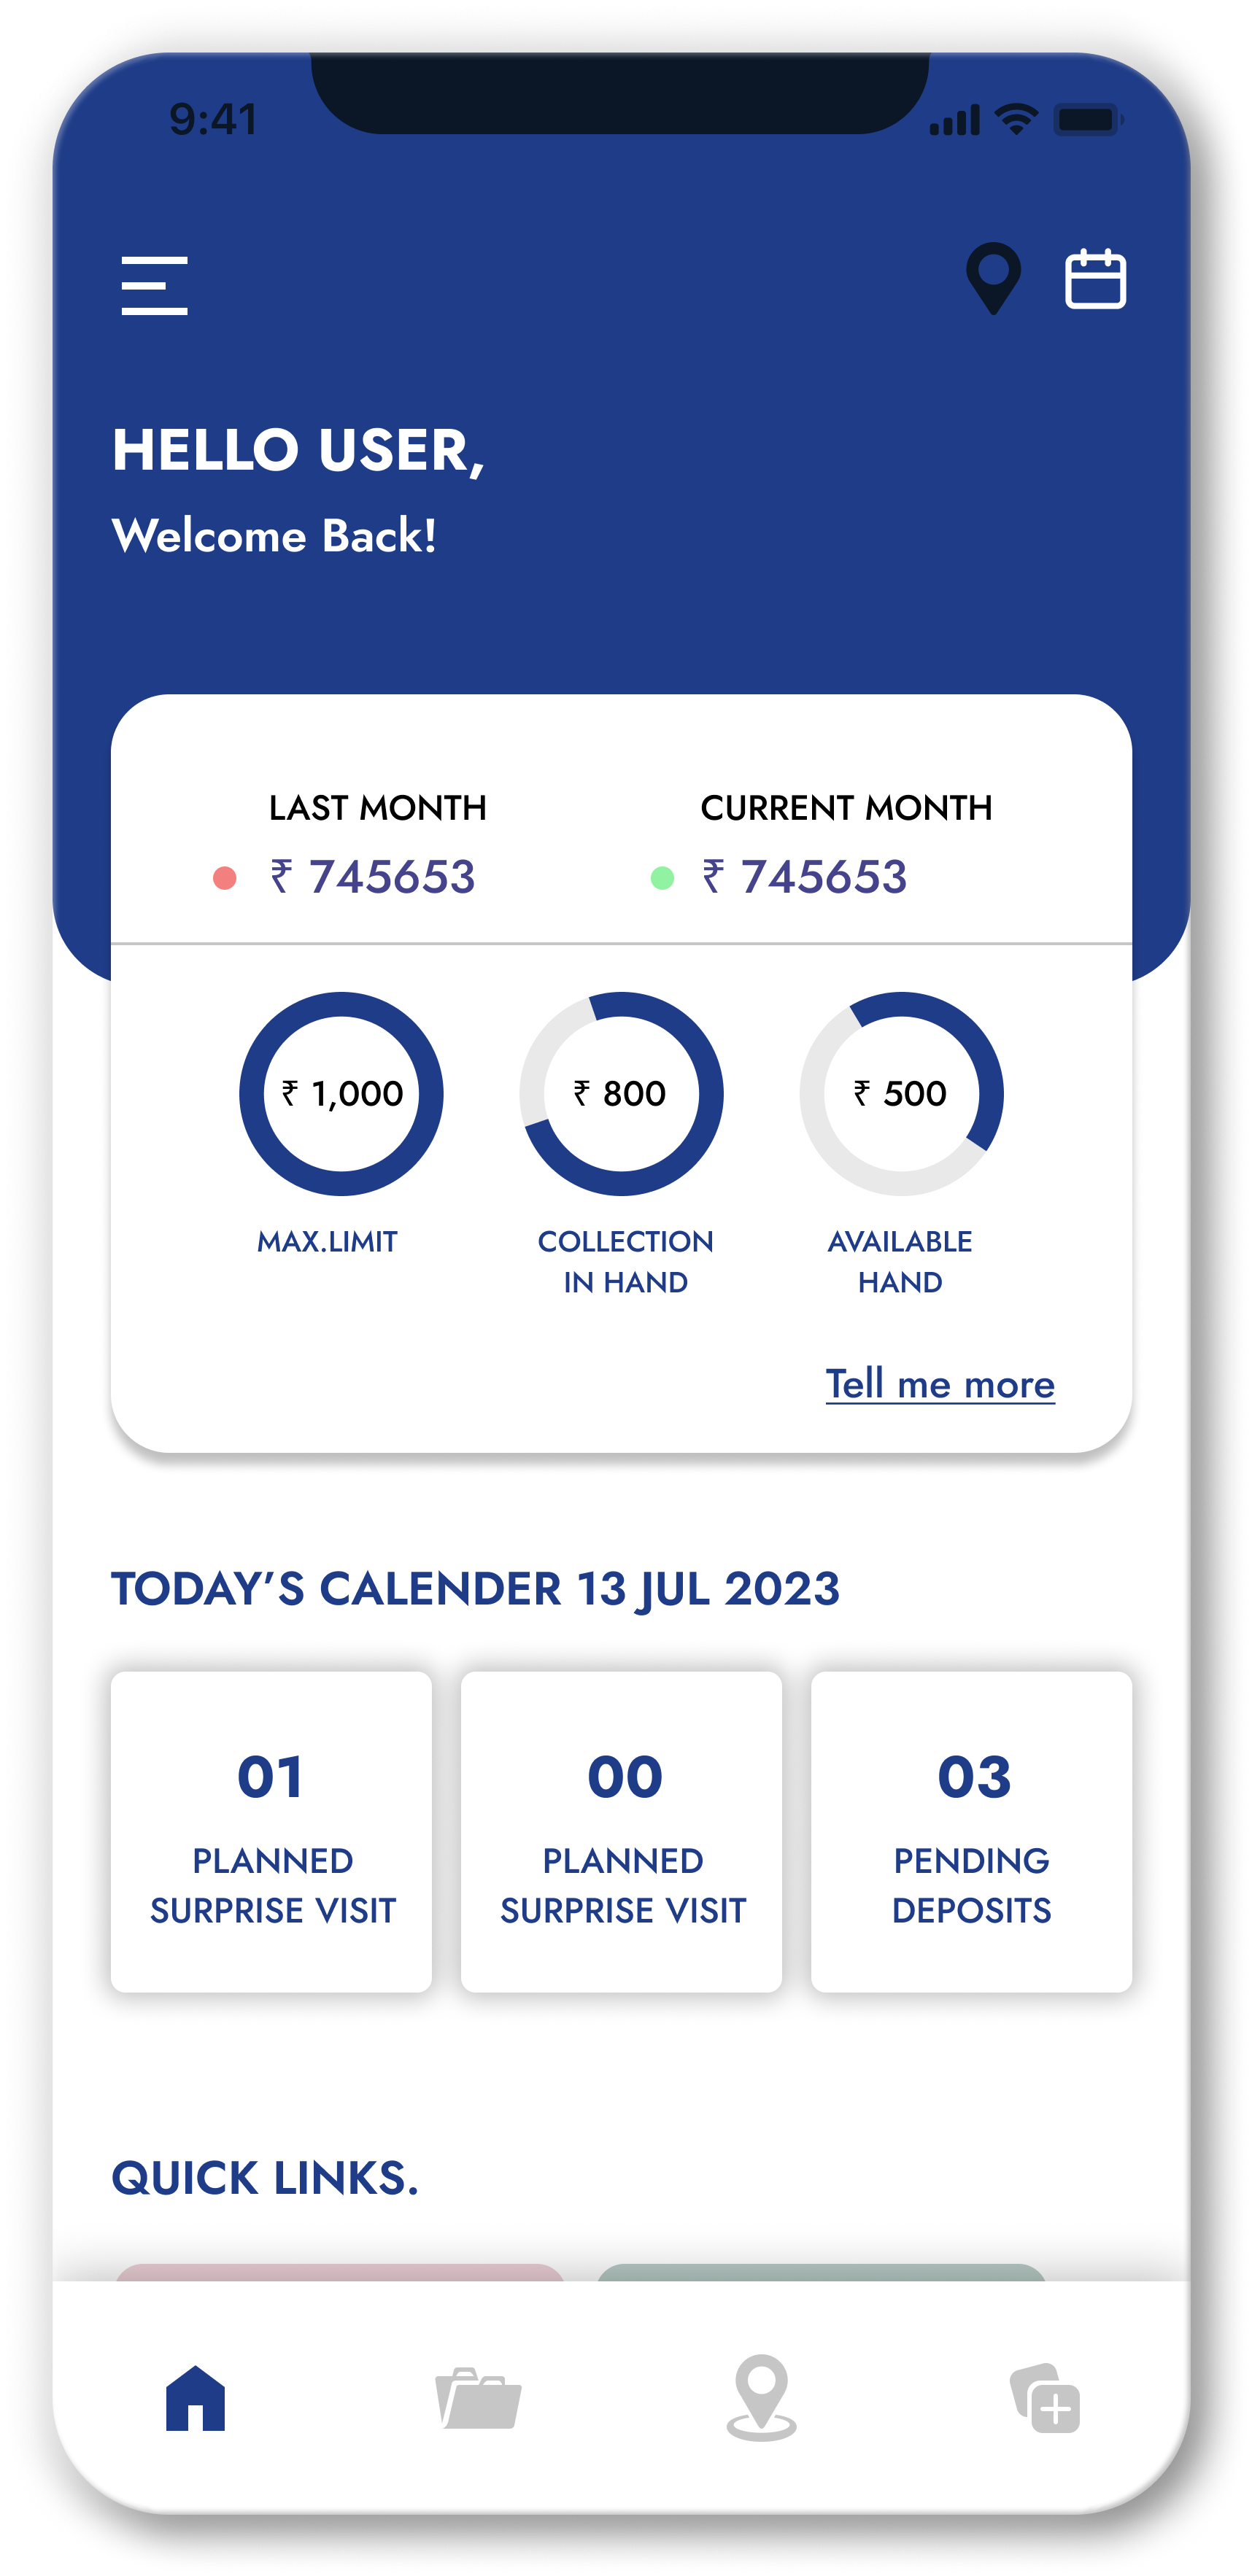 9:41
HELLO USER,
Welcome Back!
LAST MONTH
CURRENT MONTH
₹ 745653
₹ 745653
₹ 1,000
₹ 800
₹ 500
MAX.LIMIT
COLLECTION
IN HAND
AVAILABLE
HAND
Tell me more
TODAY’S CALENDER 13 JUL 2023
01
PLANNED
SURPRISE VISIT
00
PLANNED
SURPRISE VISIT
03
PENDING
DEPOSITS
QUICK LINKS.